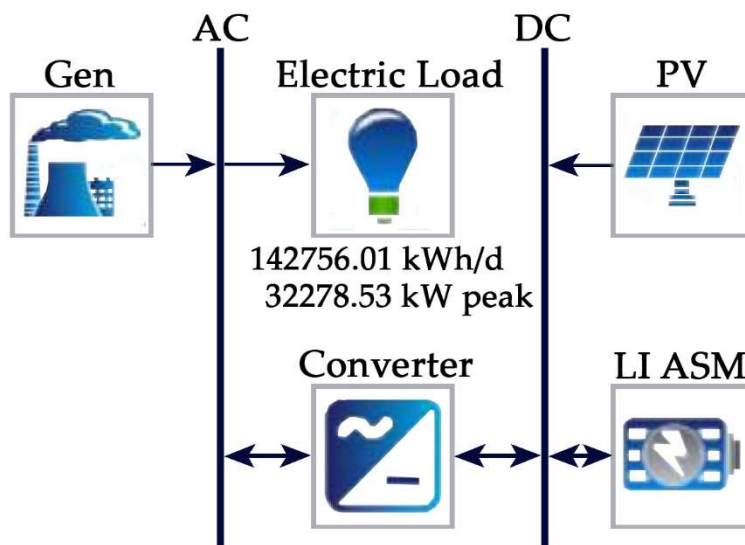 AC
DC
Gen
Electric Load
PV
142756.01 kWh/d
32278.53 kW peak
Converter
LI ASM